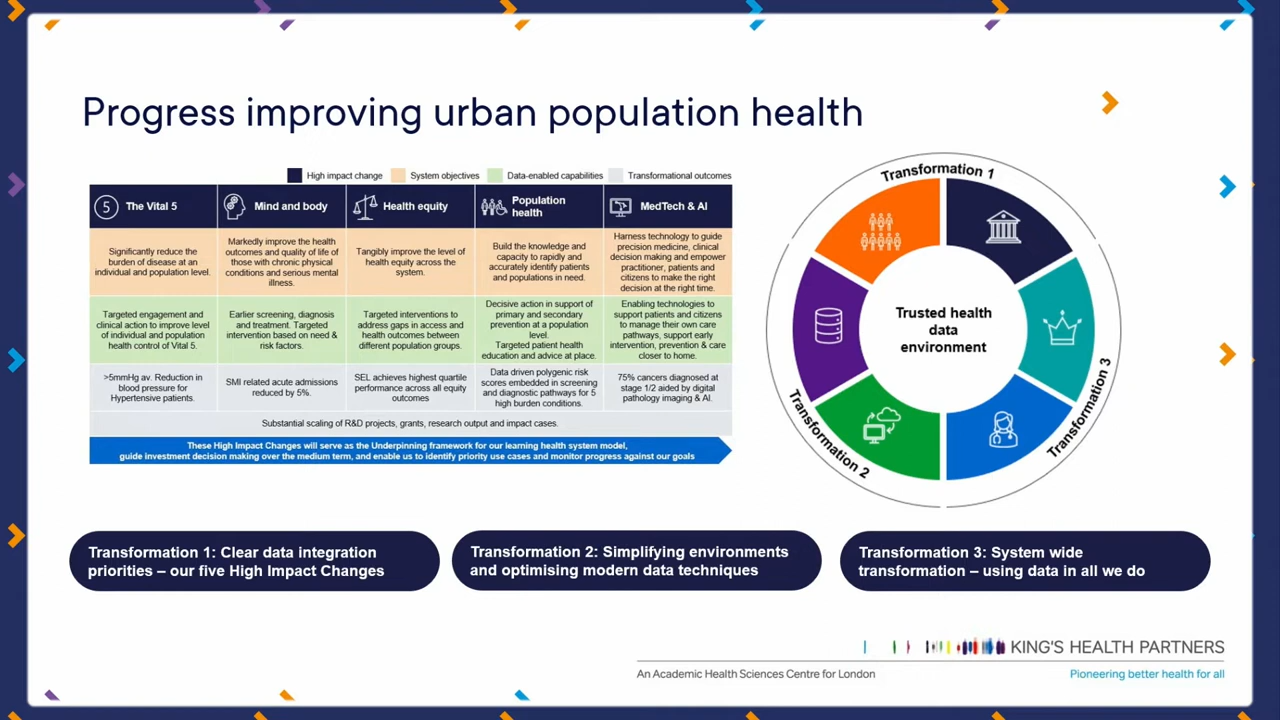 Progress improving urban population health
High impact change
System objectives
Data-enabled capabilities
Transformational outcomes
5
The Vital 5
Mind and body
Health equity
Population
health
MedTech & AI
Significantly reduce the
burden of disease at an
individual and population level.
Markedly improve the health
outcomes and quality of life of
those with chronic physical
conditions and serious mental
illness.
Tangibly improve the level of
health equity across the
system.
Build the knowledge and
capacity to rapidly and
accurately identify patients
and populations in need.
Harness technology to guide
precision medicine, clinical
decision making and empower
practitioner, patients and
citizens to make the right
decision at the right time.
Targeted engagement and
clinical action to improve level
of individual and population
health control of Vital 5.
Earlier screening, diagnosis
and treatment. Targeted
intervention based on need &
risk factors.
Targeted interventions to
address gaps in access and
health outcomes between
different population groups.
Decisive action in support of
primary and secondary
prevention at a population
level.
Targeted patient health
education and advice at place.
Enabling technologies to
support patients and citizens
to manage their own care
pathways, support early
intervention, prevention & care
closer to home.
>5mmHg av. Reduction in
blood pressure for
Hypertensive patients.
SMI related acute admissions
reduced by 5%.
SEL achieves highest quartile
performance across all equity
outcomes
Data driven polygenic risk
scores embedded in screening
and diagnostic pathways for 5
high burden conditions.
75% cancers diagnosed at
stage 1/2 aided by digital
pathology imaging & AI.
Substantial scaling of R&D projects, grants, research output and impact cases.
These High Impact Changes will serve as the Underpinning framework for our learning health system model,
guide investment decision making over the medium term, and enable us to identify priority use cases and monitor progress against our goals
Transformation 1
Trusted health
data
environment
Transformation 2
Transformation 3
Transformation 1: Clear data integration
priorities – our five High Impact Changes
Transformation 2: Simplifying environments
and optimising modern data techniques
Transformation 3: System wide
transformation – using data in all we do
KING'S HEALTH PARTNERS
An Academic Health Sciences Centre for London
Pioneering better health for all